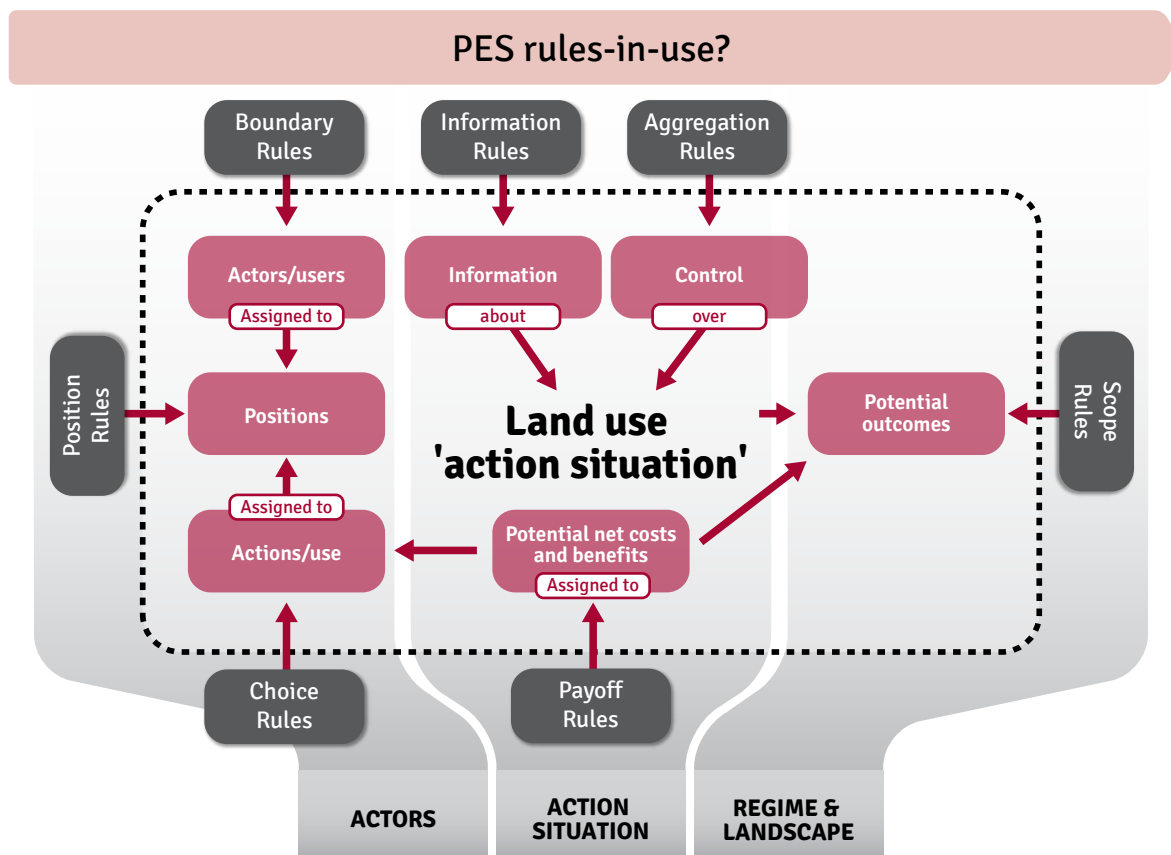 PES rules-in-use?
Boundary
Rules
Information
Rules
Aggregation
Rules
Actors/users
Assigned to
Information
about
Control
over
Position
Rules
Positions
Land use
'action situation'
Potential
outcomes
Scope
Rules
Assigned to
Actions/use
Potential net costs
and benefits
Assigned to
Choice
Rules
Payoff
Rules
ACTORS
ACTION
SITUATION
REGIME &
LANDSCAPE